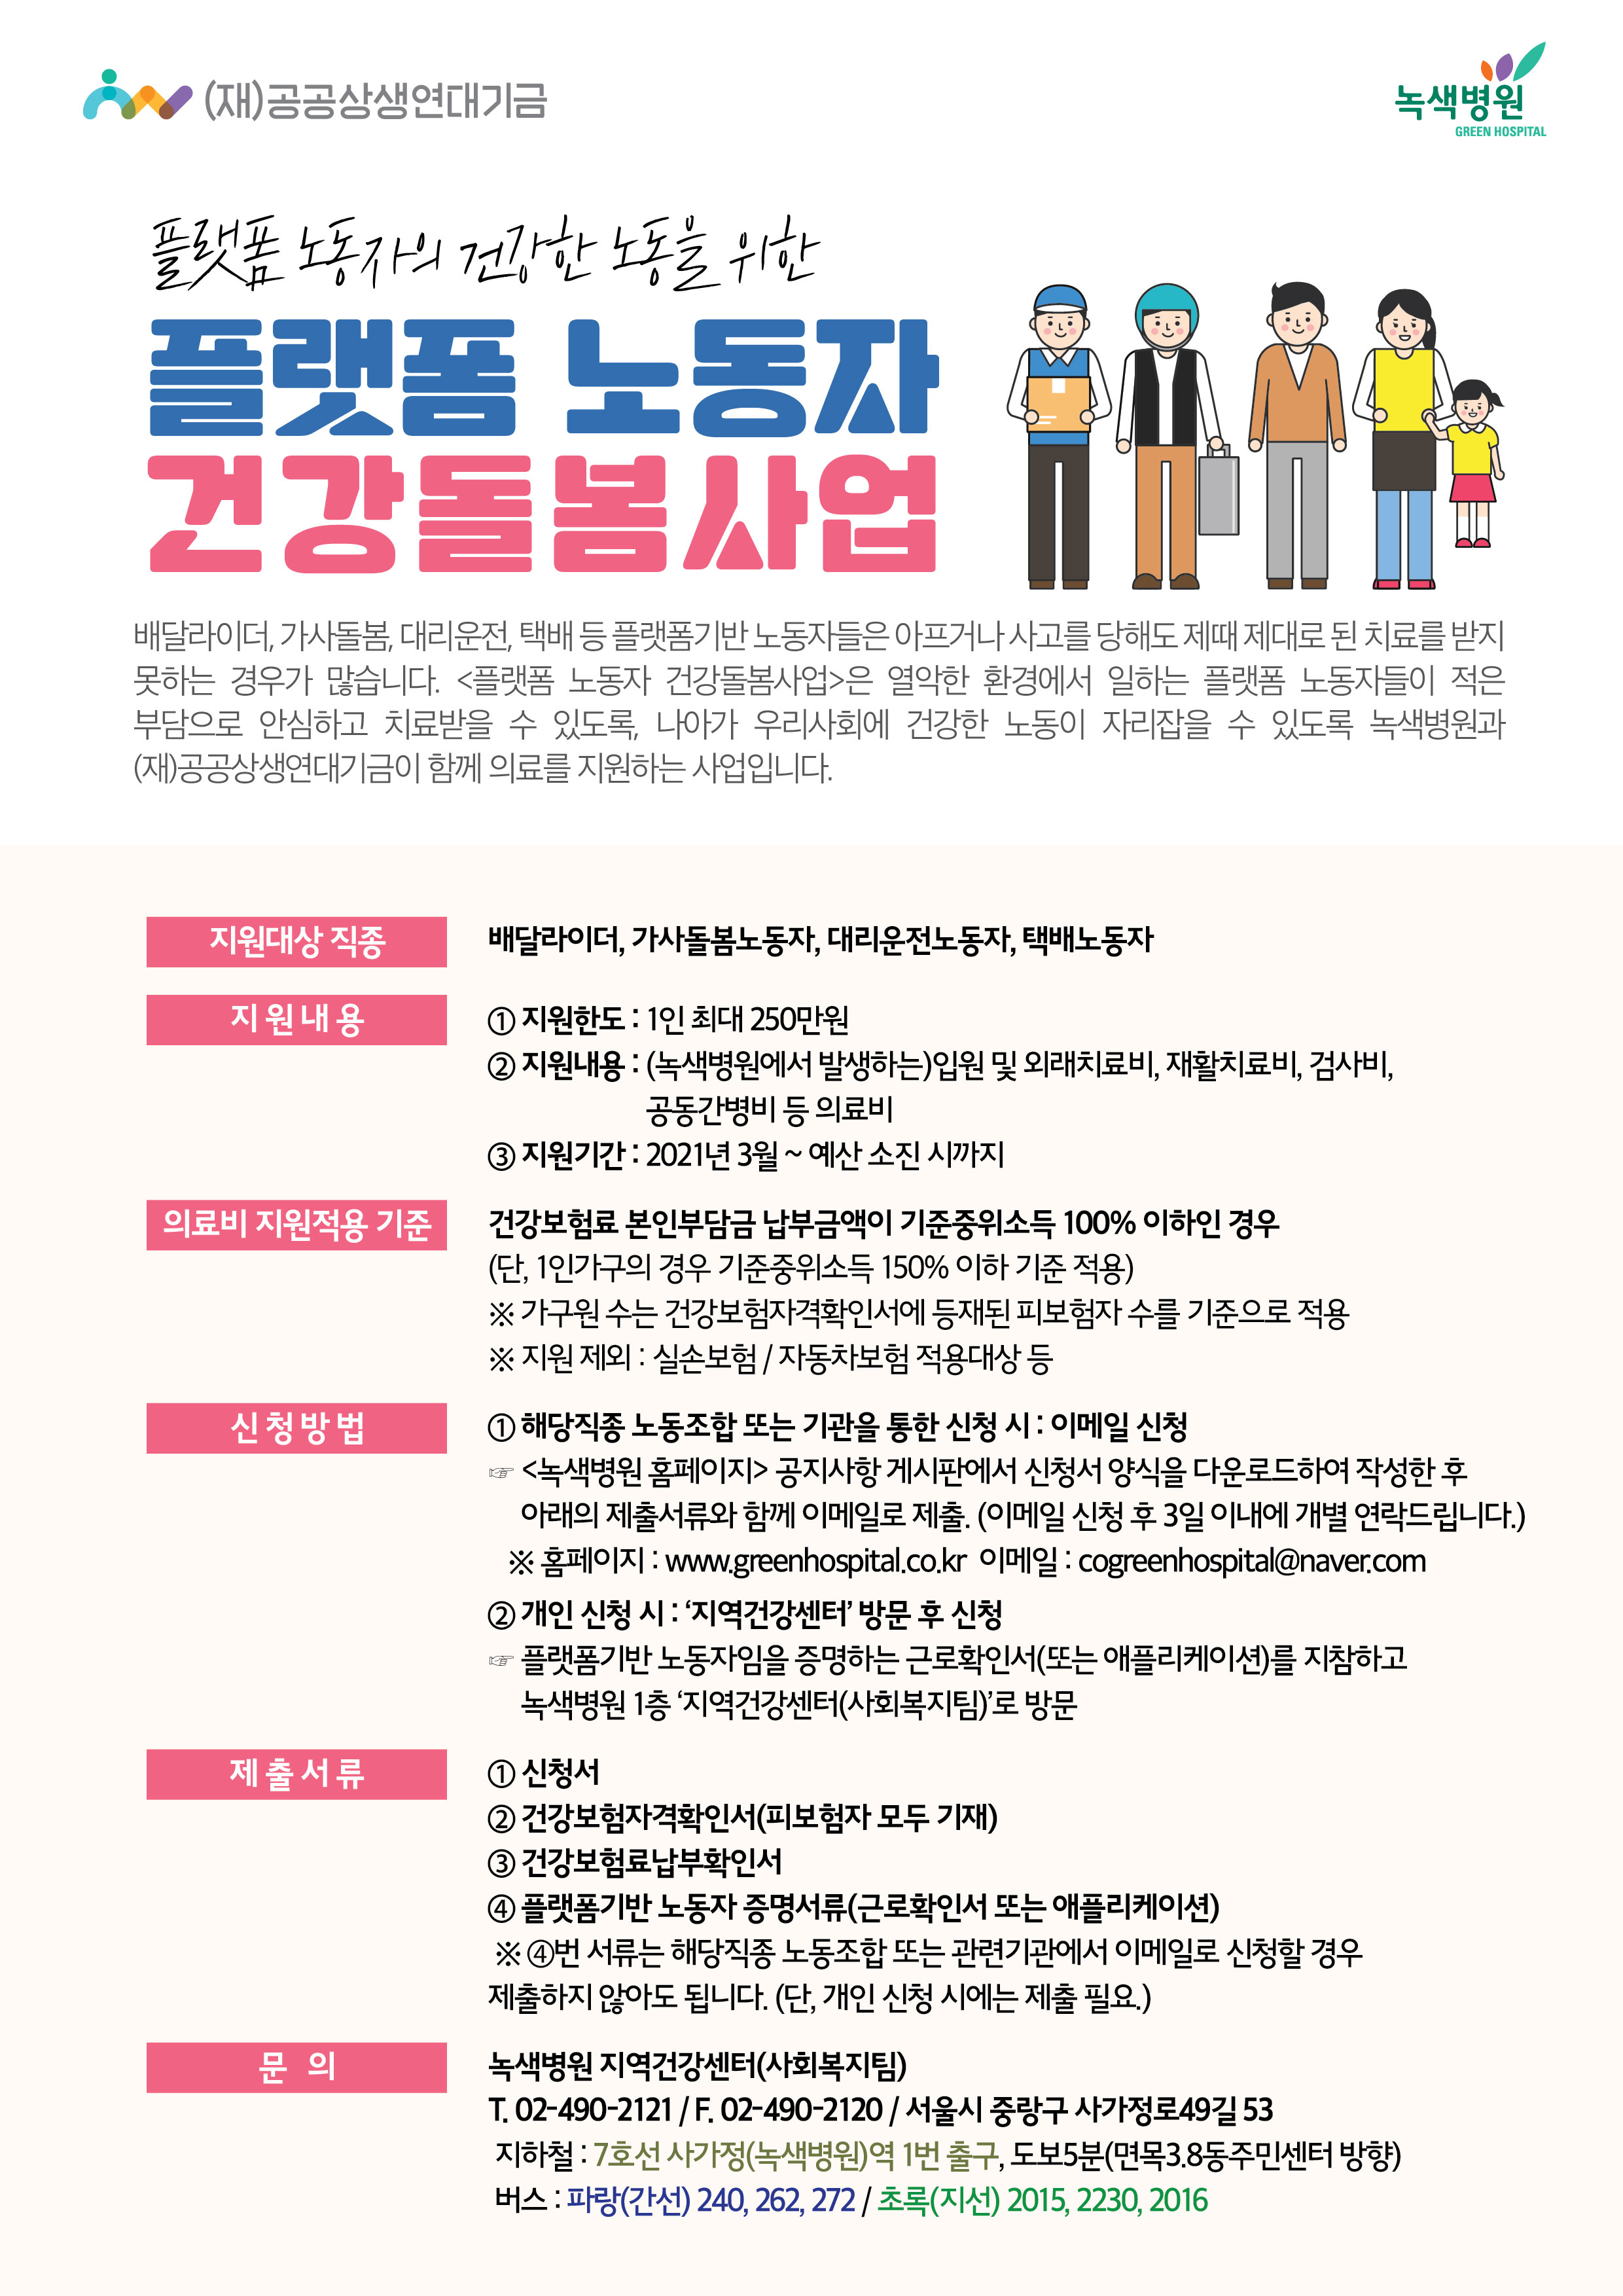 (재)공공상생연대기금
녹색병원
GREEN HOSPITAL
플랫폼 노동자의 건강한 노동을 위한
플랫폼 노동자
건강돌봄사업
배달라이더, 가사돌봄, 대리운전, 택배 등 플랫폼기반 노동자들은 아프거나 사고를 당해도 제때 제대로 된 치료를 받지
못하는 경우가 많습니다. <플랫폼 노동자 건강돌봄사업>은 열악한 환경에서 일하는 플랫폼 노동자들이 적은
부담으로 안심하고 치료받을 수 있도록, 나아가 우리사회에 건강한 노동이 자리잡을 수 있도록 녹색병원과
(재)공공상생연대기금이 함께 의료를 지원하는 사업입니다.
지원대상 직종
배달라이더, 가사돌봄노동자, 대리운전노동자, 택배노동자
지원내용
① 지원한도 : 1인 최대 250만원
② 지원내용 : (녹색병원에서 발생하는)입원 및 외래치료비, 재활치료비, 검사비,
공동간병비 등 의료비
③ 지원기간 : 2021년 3월 ~ 예산 소진 시까지
의료비 지원적용 기준
건강보험료 본인부담금 납부금액이 기준중위소득 100% 이하인 경우
(단, 1인가구의 경우 기준중위소득 150% 이하 기준 적용)
※ 가구원 수는 건강보험자격확인서에 등재된 피보험자 수를 기준으로 적용
※ 지원 제외 : 실손보험 / 자동차보험 적용대상 등
신청방법
① 해당직종 노동조합 또는 기관을 통한 신청 시 : 이메일 신청
☞ <녹색병원 홈페이지> 공지사항 게시판에서 신청서 양식을 다운로드하여 작성한 후
아래의 제출서류와 함께 이메일로 제출. (이메일 신청 후 3일 이내에 개별 연락드립니다.)
※ 홈페이지 : www.greenhospital.co.kr 이메일 : cogreenhospital@naver.com
② 개인 신청 시 : ‘지역건강센터’ 방문 후 신청
☞ 플랫폼기반 노동자임을 증명하는 근로확인서(또는 애플리케이션)를 지참하고
녹색병원 1층 ‘지역건강센터(사회복지팀)’로 방문
제출서류
① 신청서
② 건강보험자격확인서(피보험자 모두 기재)
③ 건강보험료납부확인서
④ 플랫폼기반 노동자 증명서류(근로확인서 또는 애플리케이션)
※ ④번 서류는 해당직종 노동조합 또는 관련기관에서 이메일로 신청할 경우
제출하지 않아도 됩니다. (단, 개인 신청 시에는 제출 필요.)
문 의
녹색병원 지역건강센터(사회복지팀)
T. 02-490-2121 / F. 02-490-2120 / 서울시 중랑구 사가정로49길 53
지하철 : 7호선 사가정(녹색병원)역 1번 출구, 도보5분(면목3.8동주민센터 방향)
버스 : 파랑(간선) 240, 262, 272 / 초록(지선) 2015, 2230, 2016